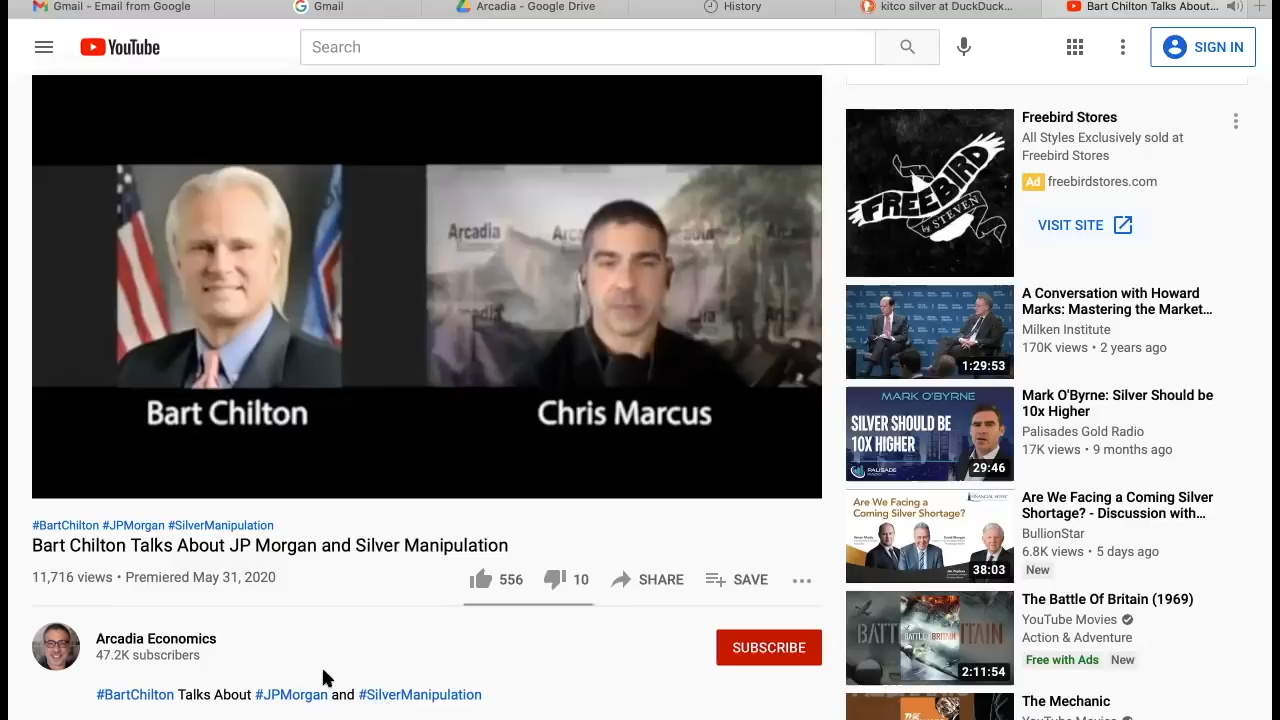 Gmail - Email from Google
Gmail
Arcadia - Google Drive
History
kitco silver at DuckDuck...
Bart Chilton Talks About...
YouTube
Search
SIGN IN
Arcadia
Bart Chilton
Chris Marcus
#BartChilton #JPMorgan #SilverManipulation
Bart Chilton Talks About JP Morgan and Silver Manipulation
11,716 views • Premiered May 31, 2020
556
10
SHARE
SAVE
Arcadia Economics
47.2K subscribers
SUBSCRIBE
#BartChilton Talks About #JPMorgan and #SilverManipulation
FREEBIRD
by STEVEN
Freebird Stores
All Styles Exclusively sold at
Freebird Stores
Ad freebirdstores.com
VISIT SITE
1:29:53
A Conversation with Howard
Marks: Mastering the Market...
Milken Institute
170K views • 2 years ago
MARK O'BYRNE
SILVER SHOULD BE
10X HIGHER
29:46
Mark O'Byrne: Silver Should be
10x Higher
Palisades Gold Radio
17K views • 9 months ago
Are We Facing a
Coming Silver Shortage?
38:03
Are We Facing a Coming Silver
Shortage? - Discussion with...
BullionStar
6.8K views • 5 days ago
New
BATTLE BRITAIN
2:11:54
The Battle Of Britain (1969)
YouTube Movies
Action & Adventure
Free with Ads New
The Mechanic
YouTube Movies